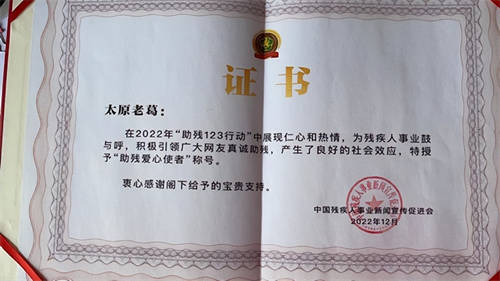 证书
太原老葛：
在2022年“助残123行动”中展现仁心和热情，为残疾人事业鼓
与呼，积极引领广大网友真诚助残，产生了良好的社会效应，特授
予“助残爱心使者”称号。
衷心感谢阁下给予的宝贵支持。
中国残疾人事业新闻宣传促进会
2022年12月